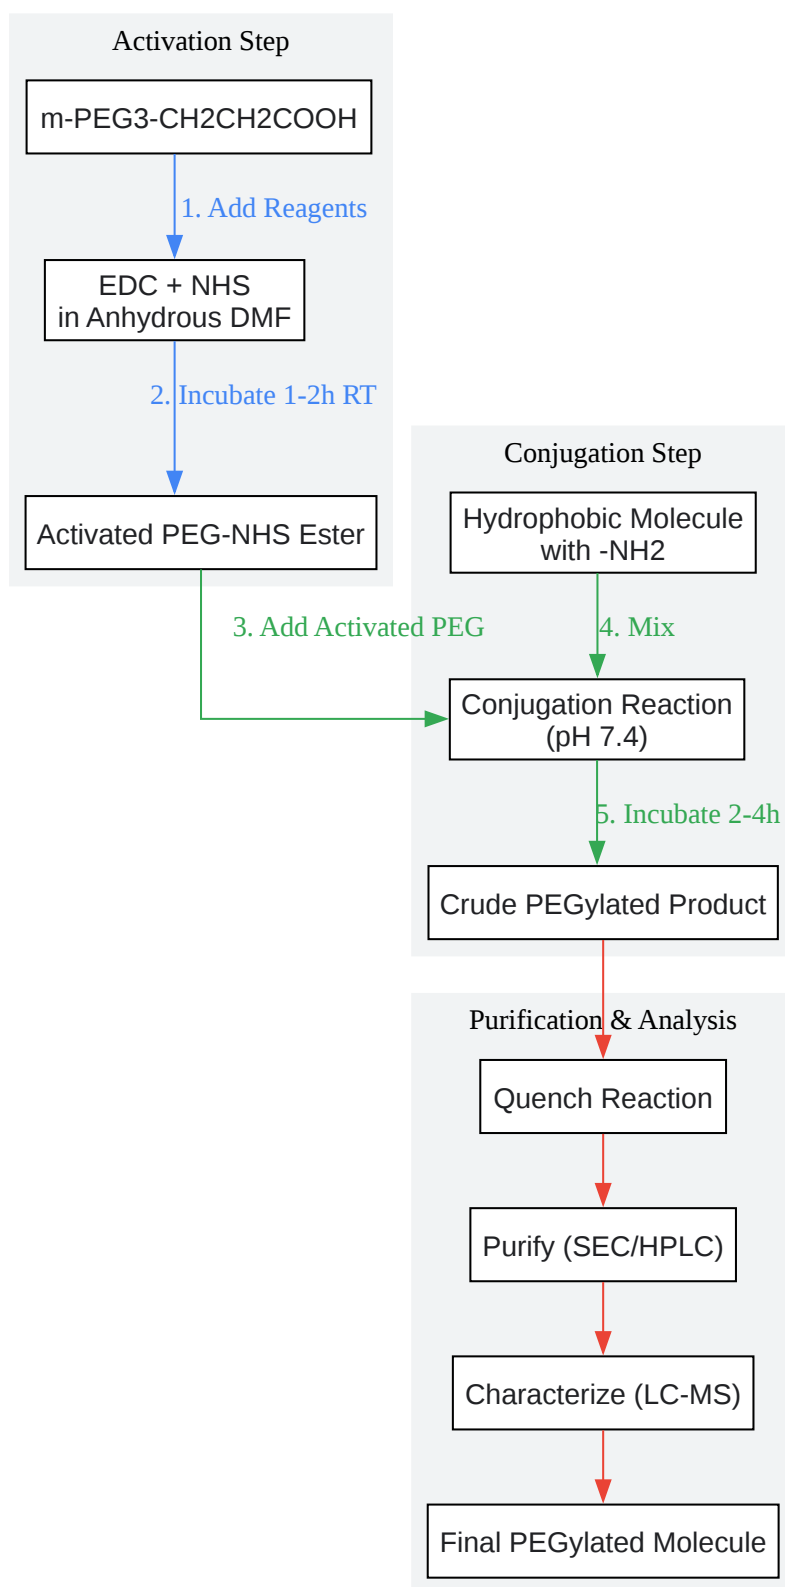 Activation Step
m-PEG3-CH2CH2COOH
1. Add Reagents
EDC + NHS
in Anhydrous DMF
2. Incubate 1-2h RT
Activated PEG-NHS Ester
Conjugation Step
Hydrophobic Molecule
with -NH2
3. Add Activated PEG
4. Mix
Conjugation Reaction
(pH 7.4)
5. Incubate 2-4h
Crude PEGylated Product
Purification & Analysis
Quench Reaction
Purify (SEC/HPLC)
Characterize (LC-MS)
Final PEGylated Molecule